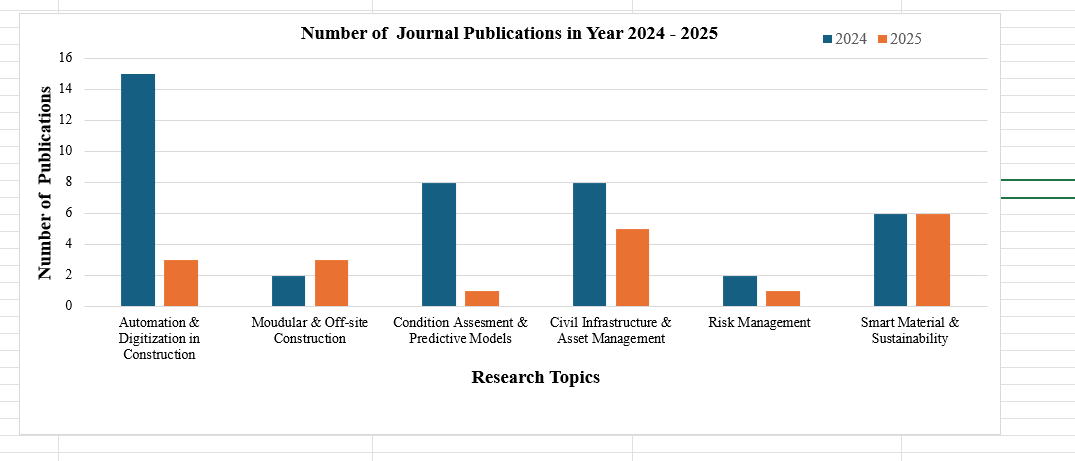 Number of  Journal Publications in Year 2024 - 2025
2024 2025
Number of  Publications
16
14
12
10
8
6
4
2
0
Automation &
Digitization in
Construction
Moudular & Off-site
Construction
Condition Assesment &
Predictive Models
Civil Infrastructure &
Asset Management
Risk Management
Smart Material &
Sustainability
Research Topics